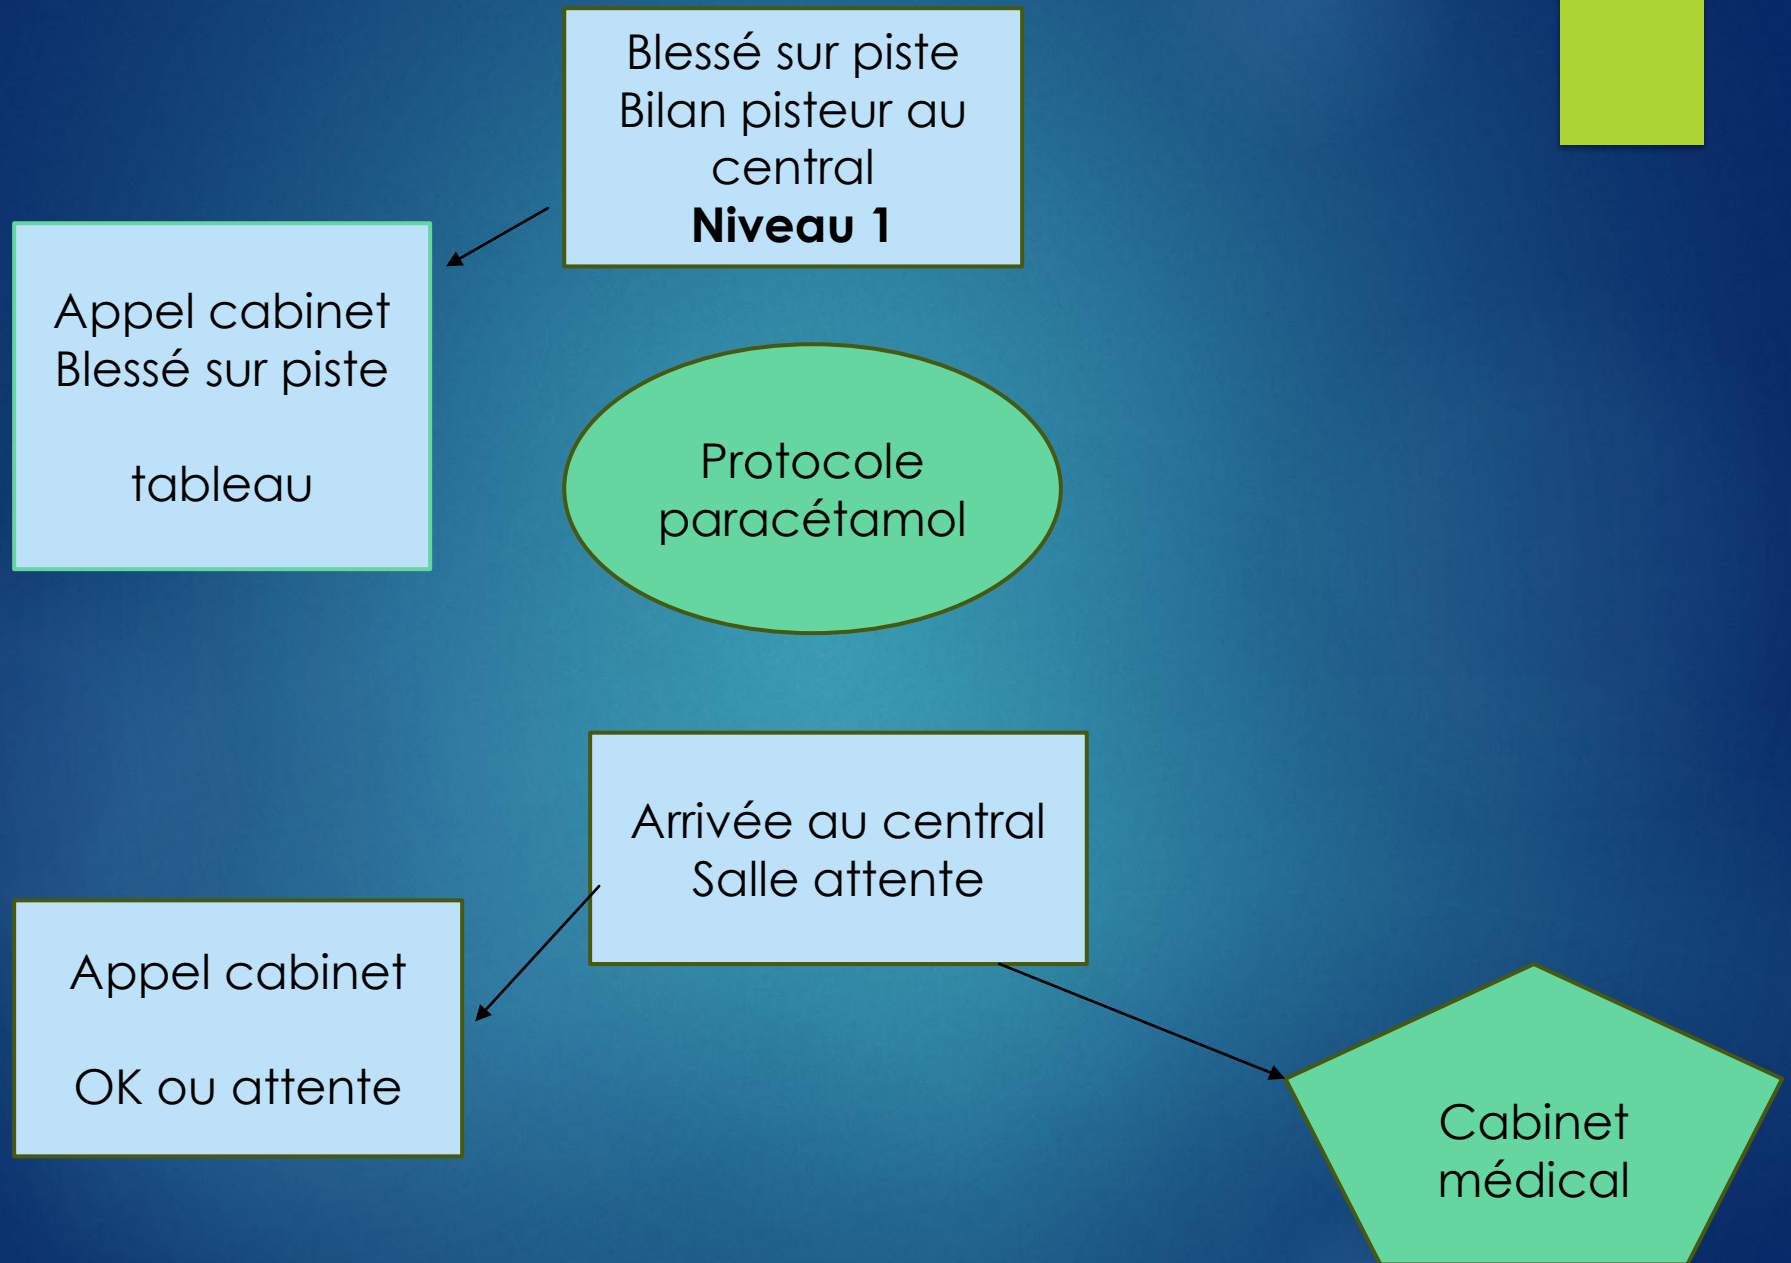 Blessé sur piste
Bilan pisteur au
central
Niveau 1
Appel cabinet
Blessé sur piste
tableau
Protocole
paracétamol
Arrivée au central
Salle attente
Appel cabinet
OK ou attente
Cabinet
médical